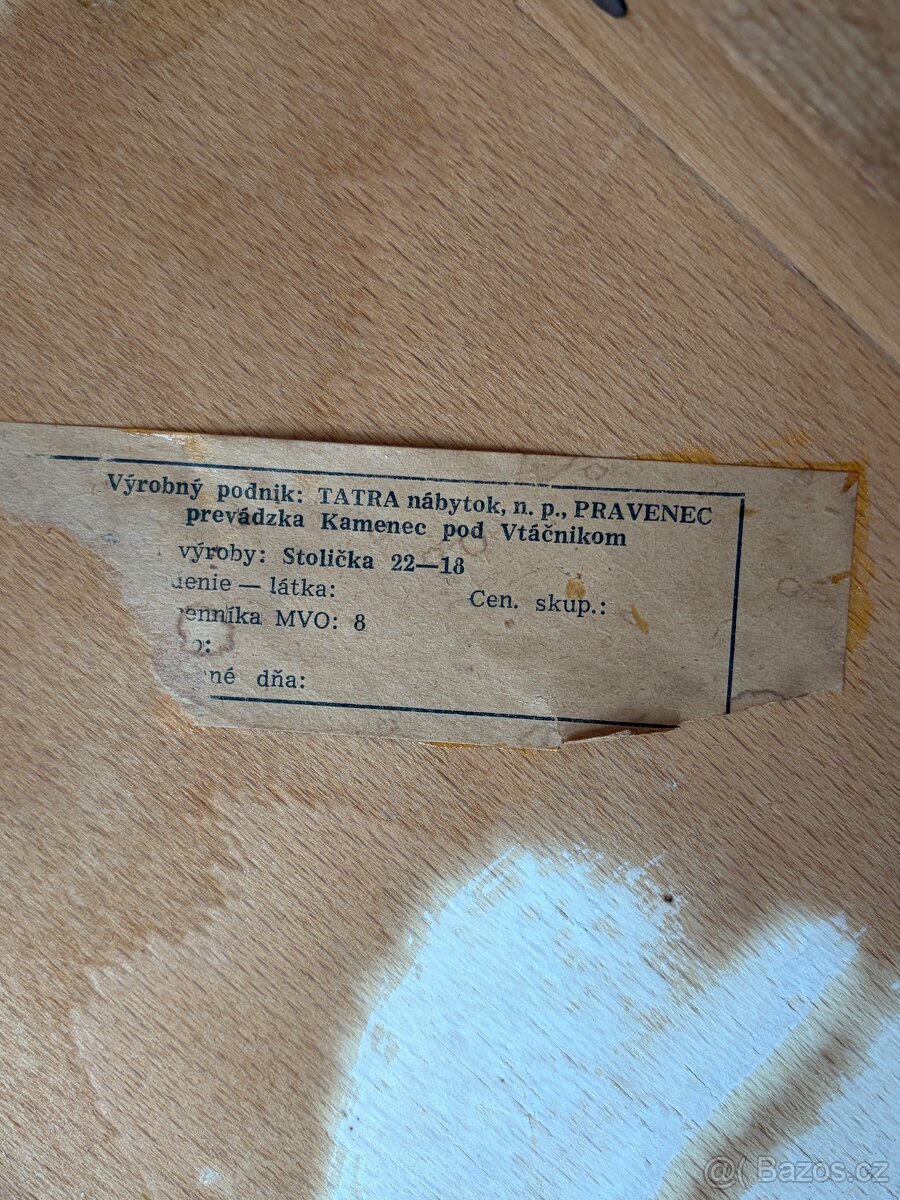 Výrobný podnik: TATRA nábytok, n. p., PRAVENEC
prevádzka Kamenec pod Vtáčnikom
výroby: Stolička 22—18
denie — látka:
Cen. skup.:
enníka MVO: 8
o:
né dňa:
@( Bazos.cz